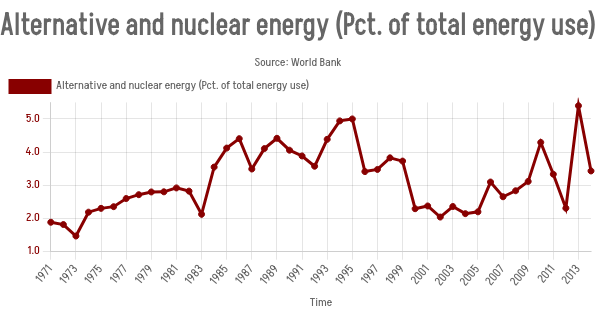 Alternative and nuclear energy (Pct. of total energy use)
Source: World Bank
Alternative and nuclear energy (Pct. of total energy use)
5.0
4.0
3.0
2.0
1.0
1971 1973 1975 1977 1979 1981 1983 1985 1987 1989 1991 1993 1995 1997 1999 2001 2003 2005 2007 2009 2011 2013
Time